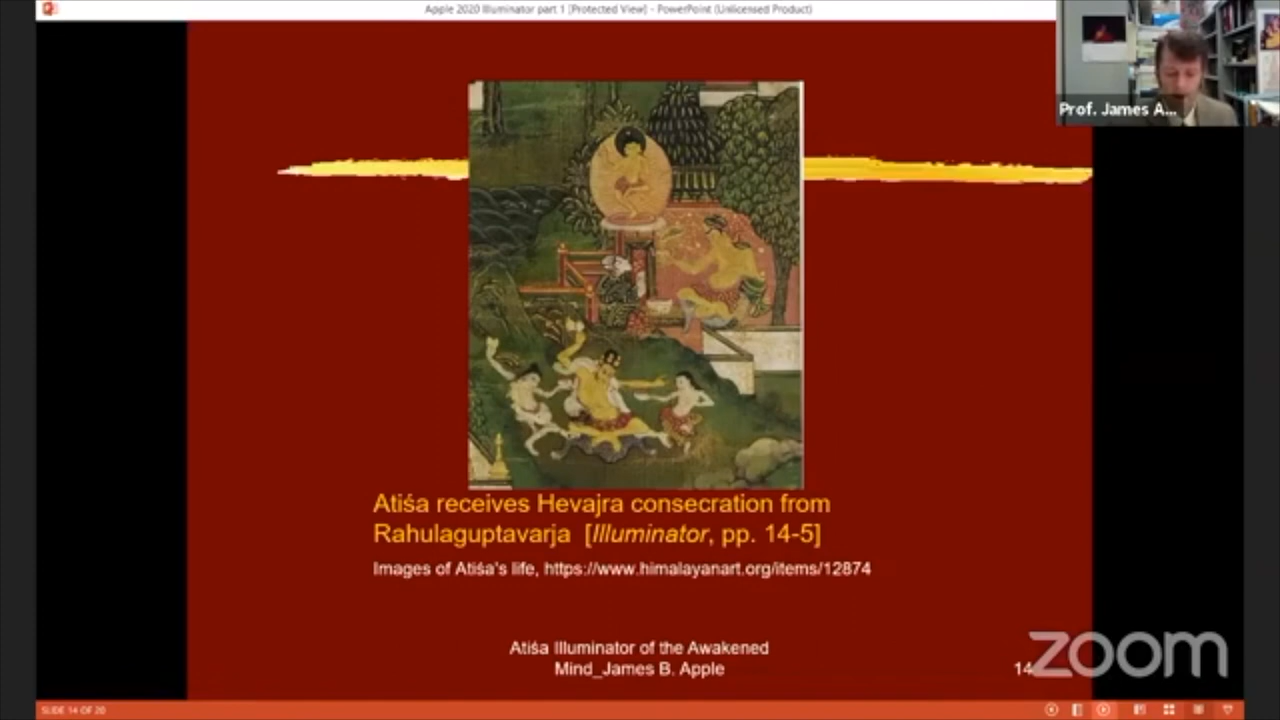 Apple 2020 Illuminator part 1 [Protected View] - PowerPoint (Unlicensed Product)
Prof. James A...
Atiśa receives Hevajra consecration from
Rahulaguptavarja [Illuminator, pp. 14-5]
Images of Atiśa's life, https://www.himalayanart.org/items/12874
Atiśa Illuminator of the Awakened
Mind_James B. Apple
14
zoom
SLIDE 14 OF 20